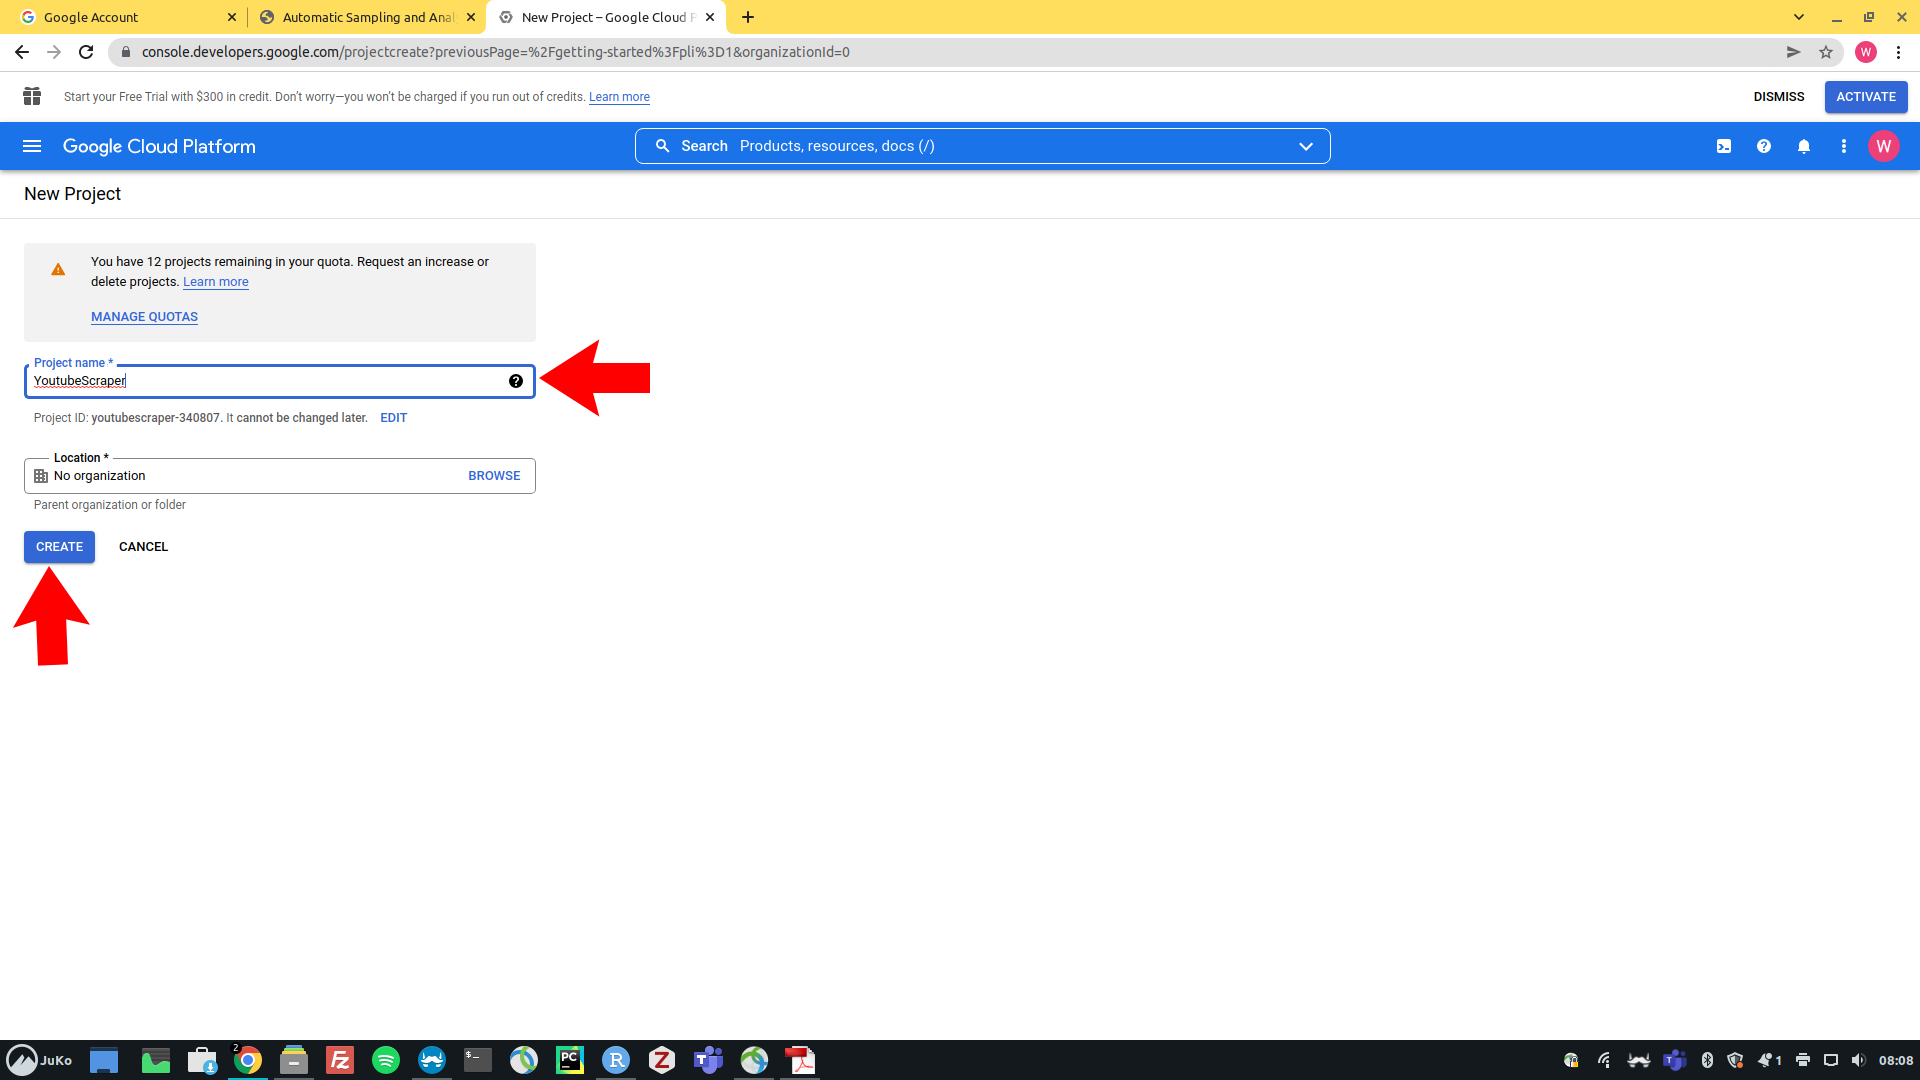 Google Account
Automatic Sampling and Anal
New Project – Google Cloud P
console.developers.google.com/projectcreate?previousPage=%2Fgetting-started%3Fpli%3D1&organizationId=0
W
Start your Free Trial with $300 in credit. Don’t worry—you won’t be charged if you run out of credits. Learn more
DISMISS
ACTIVATE
Google Cloud Platform
Search Products, resources, docs (/)
W
New Project
You have 12 projects remaining in your quota. Request an increase or
delete projects. Learn more
MANAGE QUOTAS
Project name *
YoutubeScraper
Project ID: youtubescraper-340807. It cannot be changed later. EDIT
Location *
No organization
BROWSE
Parent organization or folder
CREATE
CANCEL
JuKo
2
FZ
$
PC
R
Z
T
T
1
08:08